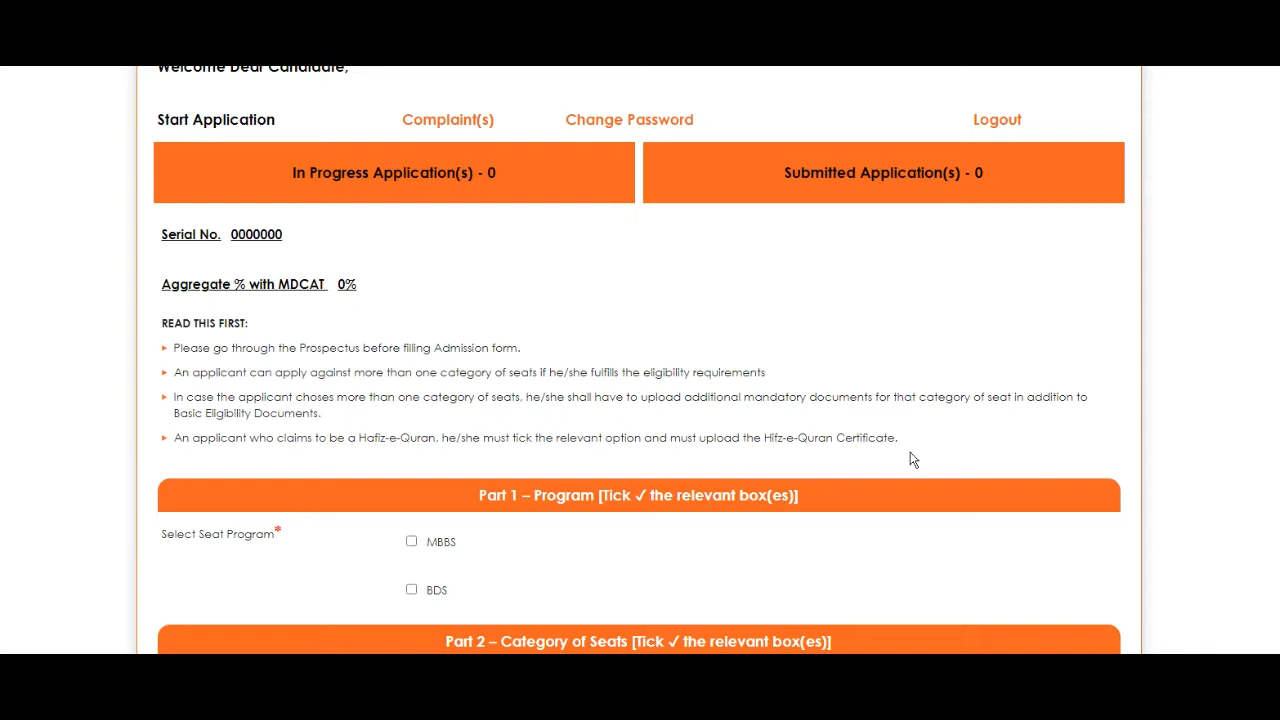 Welcome Dear Candidate,
Start Application Complaint(s) Change Password Logout
In Progress Application(s) - 0 Submitted Application(s) - 0
Serial No. 0000000
Aggregate % with MDCAT 0%
READ THIS FIRST:
Please go through the Prospectus before filling Admission form.
An applicant can apply against more than one category of seats if he/she fulfills the eligibility requirements
In case the applicant choses more than one category of seats, he/she shall have to upload additional mandatory documents for that category of seat in addition to
Basic Eligibility Documents.
An applicant who claims to be a Hafiz-e-Quran, he/she must tick the relevant option and must upload the Hifz-e-Quran Certificate.
Part 1 – Program [Tick ✓ the relevant box(es)]
Select Seat Program* MBBS
BDS
Part 2 – Category of Seats [Tick ✓ the relevant box(es)]